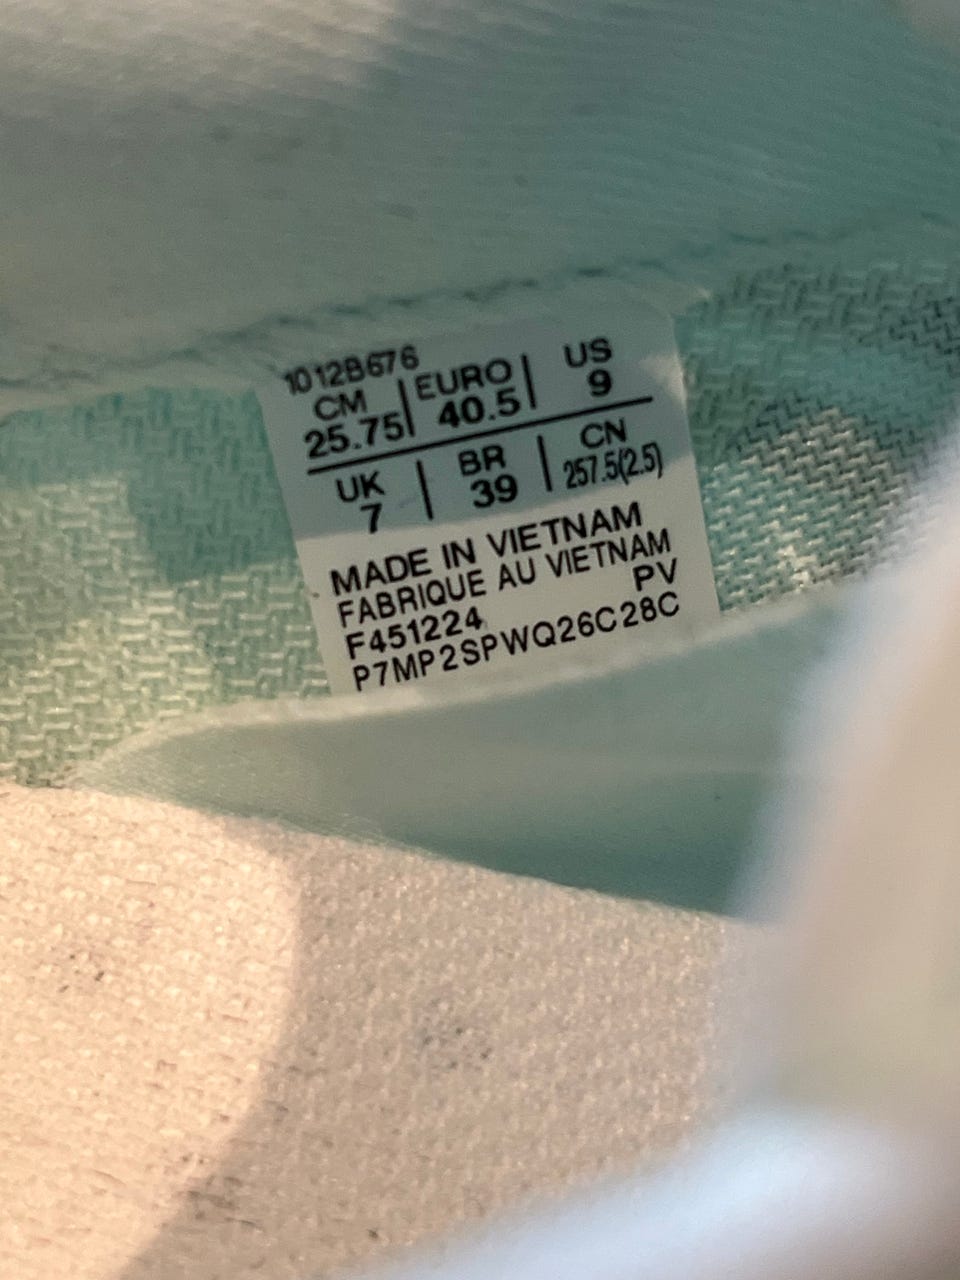 1012B676
CM | EURO | US
25.75 | 40.5 | 9
UK | BR | CN
7 | 39 | 257.5(2.5)
MADE IN VIETNAM
FABRIQUE AU VIETNAM
F451224 PV
P7MP2SPWQ26C28C